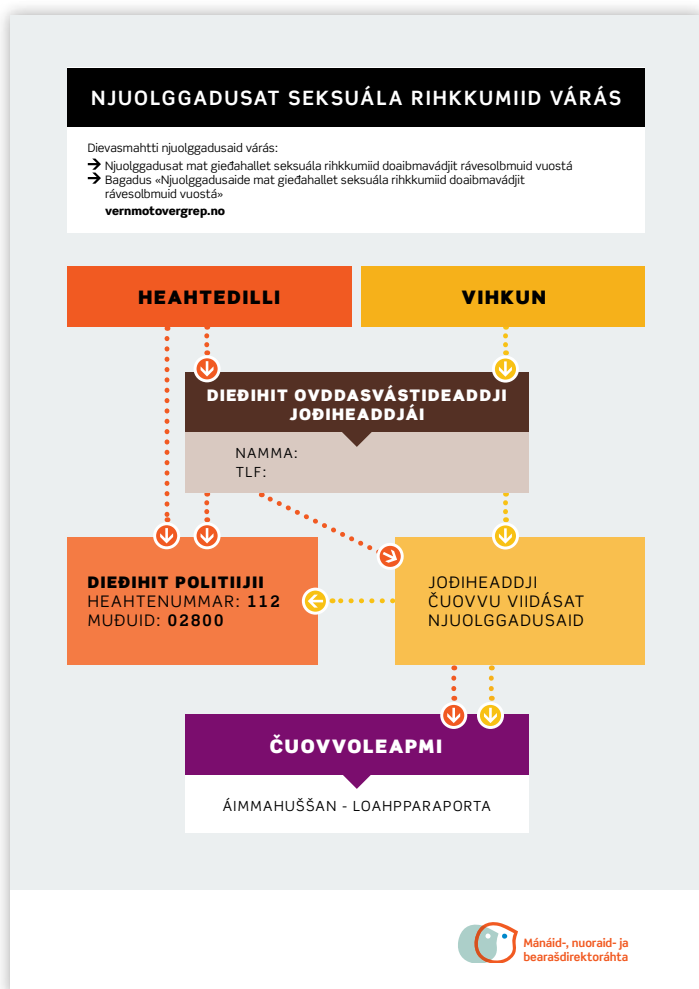 NJUOLGGADUSAT SEKSUÁLA RIHKKUMIID VÁRÁS
Dievasmahtti njuolggadusaid várás:
→ Njuolggadusat mat gieđahallet seksuála rihkkumiid doaibmavádjit rávesolbmuid vuostá
→ Bagadus «Njuolggadusaide mat gieđahallet seksuála rihkkumiid doaibmavádjit
rávesolbmuid vuostá»
vernmotovergrep.no
HEAHTEDILLI
VIHKUN
DIEĐIHIT OVDDASVÁSTIDEADDJI
JOĐIHEADDJÁI
NAMMA:
TLF:
DIEĐIHIT POLITIIJII
HEAHTENUMMAR: 112
MUĐUID: 02800
JOĐIHEADDJI
ČUOVVU VIIDÁSAT
NJUOLGGADUSAID
ČUOVVOLEAPMI
ÁIMMAHUŠŠAN - LOAHPPARAPORTA
Mánáid-, nuoraid- ja
bearašdirektoráhta